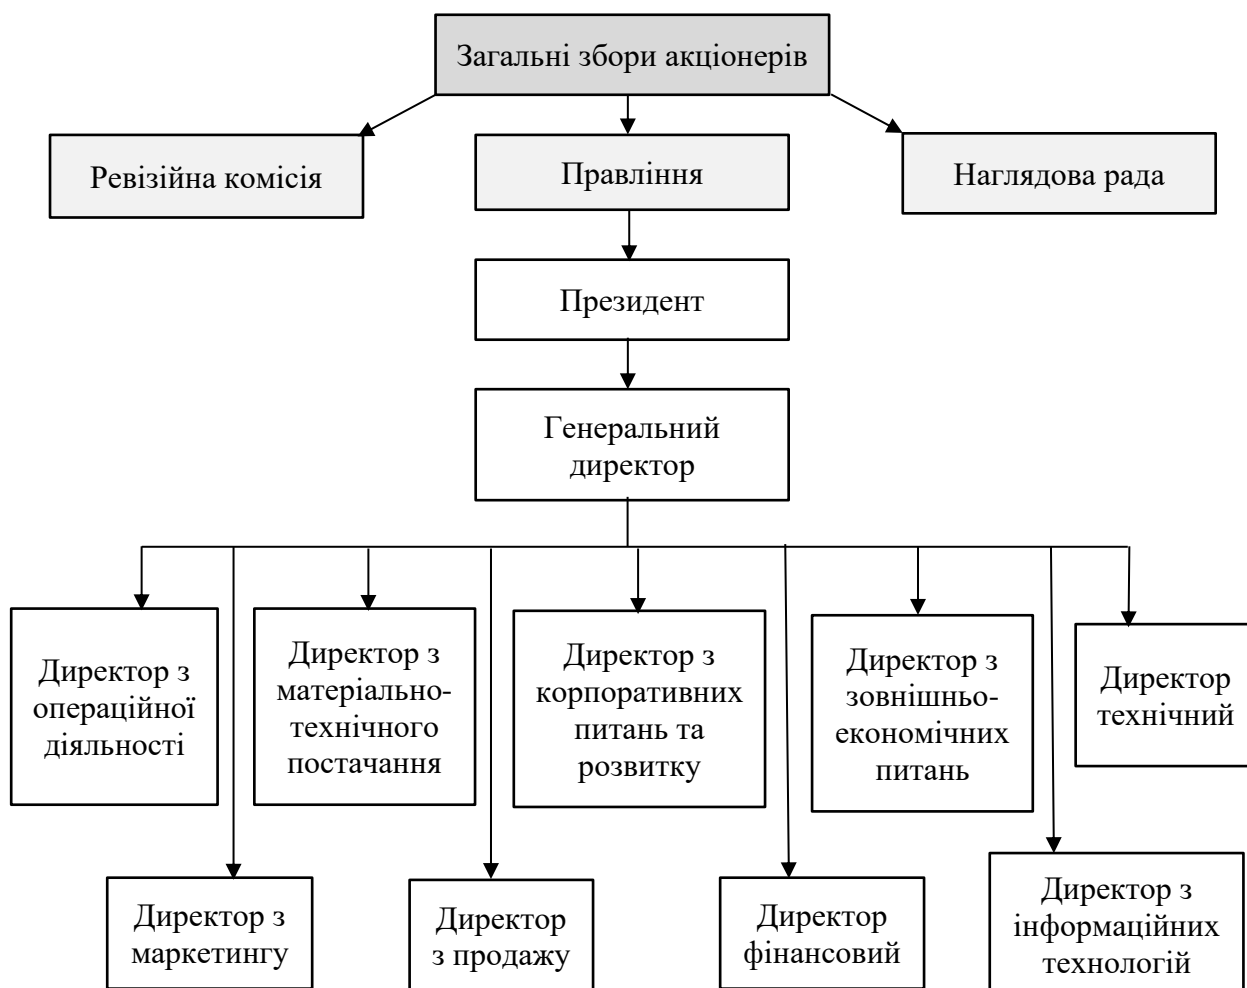 Загальні збори акціонерів
Ревізійна комісія
Правління
Наглядова рада
Президент
Генеральний
директор
Директор з
операційної
діяльності
Директор з
матеріально-
технічного
постачання
Директор з
корпоративних
питань та
розвитку
Директор з
зовнішньо-
економічних
питань
Директор
технічний
Директор з
маркетингу
Директор
з продажу
Директор
фінансовий
Директор з
інформаційних
технологій